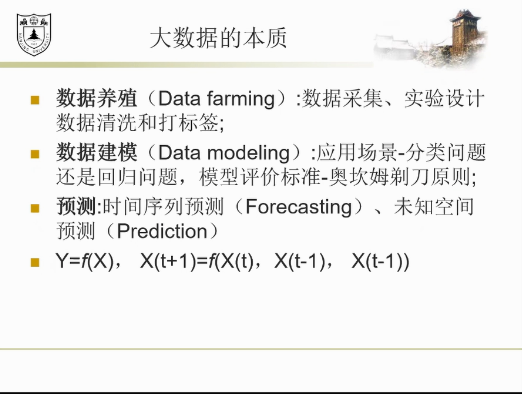 大数据的本质
数据养殖（Data farming）:数据采集、实验设计
数据清洗和打标签;
数据建模（Data modeling）:应用场景-分类问题
还是回归问题，模型评价标准-奥坎姆剃刀原则;
预测:时间序列预测（Forecasting）、未知空间
预测（Prediction）
Y=f(X)， X(t+1)=f(X(t)，X(t-1)， X(t-1))